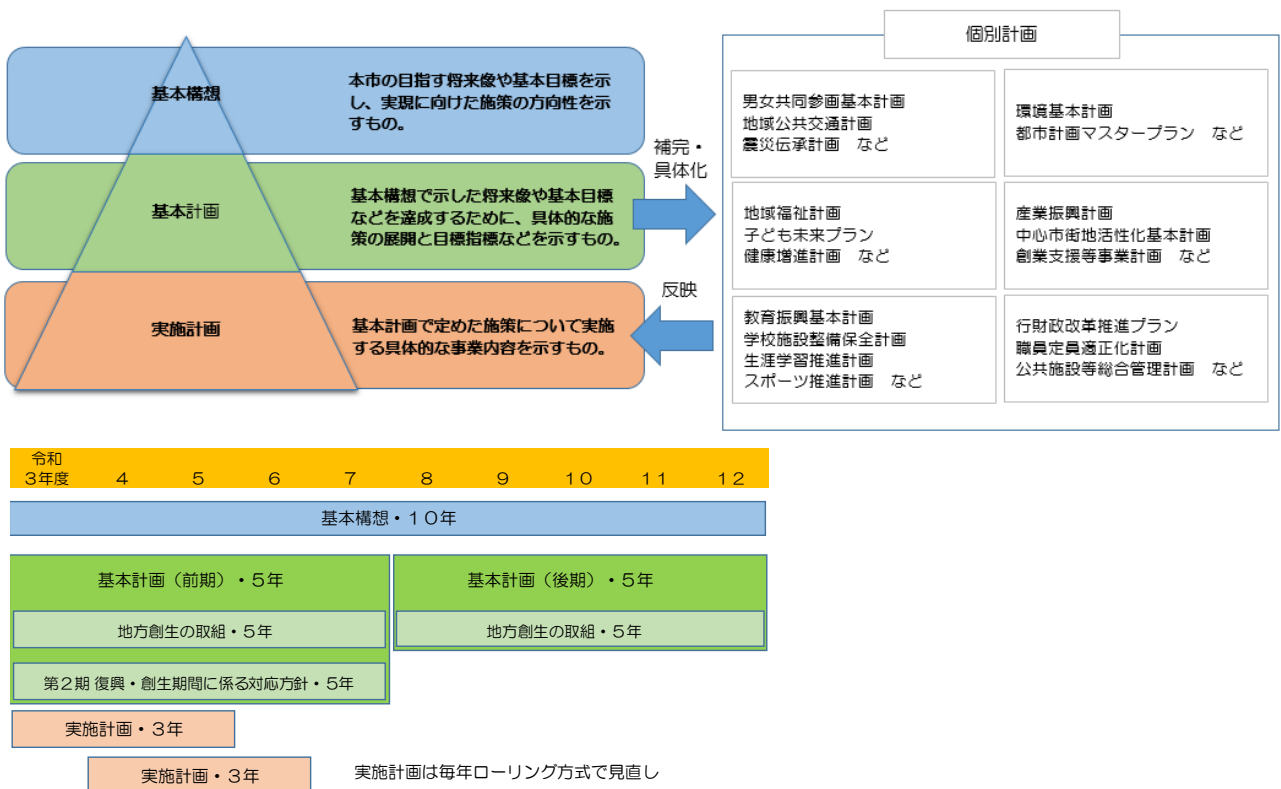 基本構想
本市の目指す将来像や基本目標を示
し、実現に向けた施策の方向性を示
すもの。
基本計画
基本構想で示した将来像や基本目標
などを達成するために、具体的な施
策の展開と目標指標などを示すもの。
実施計画
基本計画で定めた施策について実施
する具体的な事業内容を示すもの。
補完・
具体化
反映
個別計画
男女共同参画基本計画
地域公共交通計画
震災伝承計画　など
環境基本計画
都市計画マスタープラン　など
地域福祉計画
子ども未来プラン
健康増進計画　など
産業振興計画
中心市街地活性化基本計画
創業支援等事業計画　など
教育振興基本計画
学校施設整備保全計画
生涯学習推進計画
スポーツ推進計画　など
行財政改革推進プラン
職員定員適正化計画
公共施設等総合管理計画　など
令和
３年度　４　５　６　７　８　９　１０　１１　１２
基本構想・１０年
基本計画（前期）・５年　基本計画（後期）・５年
地方創生の取組・５年　地方創生の取組・５年
第２期 復興・創生期間に係る対応方針・５年
実施計画・３年
実施計画・３年　実施計画は毎年ローリング方式で見直し